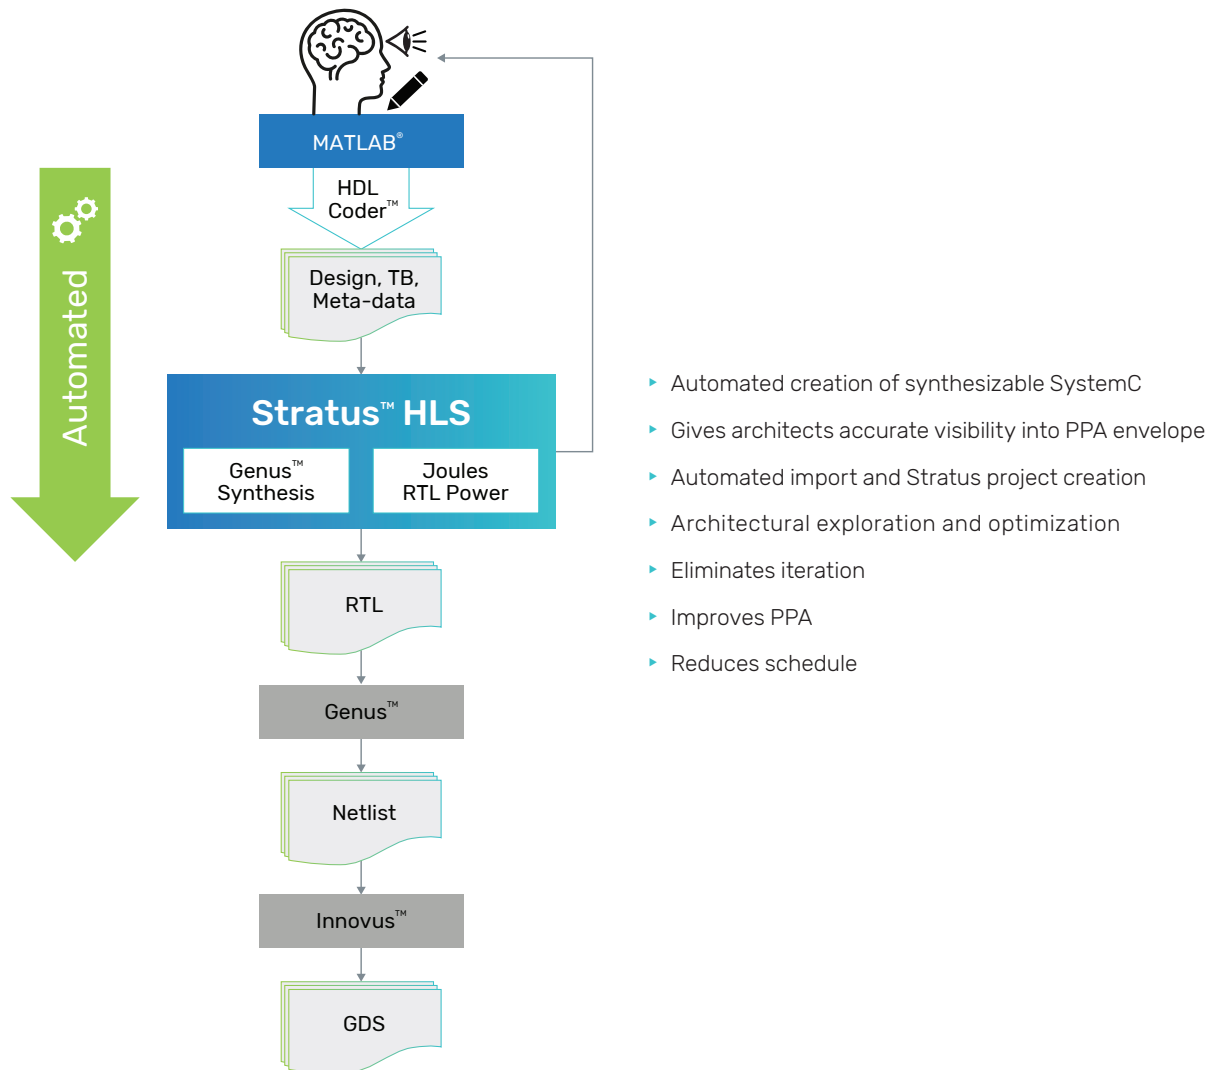 MATLAB®
HDL
Coder™
Automated
Design, TB,
Meta-data
Stratus™ HLS
Genus™
Synthesis
Joules
RTL Power
RTL
Genus™
Netlist
Innovus™
GDS
Automated creation of synthesizable SystemC
Gives architects accurate visibility into PPA envelope
Automated import and Stratus project creation
Architectural exploration and optimization
Eliminates iteration
Improves PPA
Reduces schedule